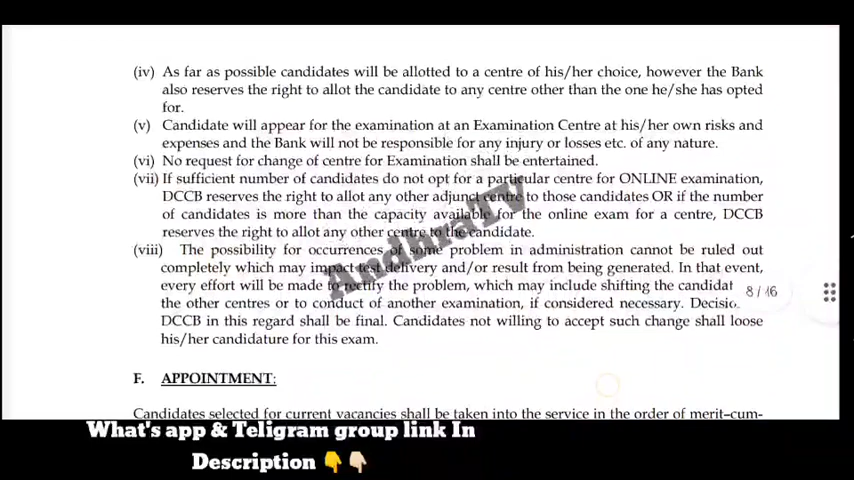 (iv) As far as possible candidates will be allotted to a centre of his/her choice, however the Bank
also reserves the right to allot the candidate to any centre other than the one he/she has opted
for.
(v) Candidate will appear for the examination at an Examination Centre at his/her own risks and
expenses and the Bank will not be responsible for any injury or losses etc. of any nature.
(vi) No request for change of centre for Examination shall be entertained.
(vii) If sufficient number of candidates do not opt for a particular centre for ONLINE examination,
DCCB reserves the right to allot any other adjunct centre to those candidates OR if the number
of candidates is more than the capacity available for the online exam for a centre, DCCB
reserves the right to allot any other centre to the candidate.
(viii) The possibility for occurrences of some problem in administration cannot be ruled out
completely which may impact test delivery and/or result from being generated. In that event,
every effort will be made to rectify the problem, which may include shifting the candidat
the other centres or to conduct of another examination, if considered necessary. Decisio
DCCB in this regard shall be final. Candidates not willing to accept such change shall loose
his/her candidature for this exam.
AndhraTv
8 / 16
F. APPOINTMENT:
Candidates selected for current vacancies shall be taken into the service in the order of merit–cum-
What's app & Teligram group link In
Description 👇👇🏻